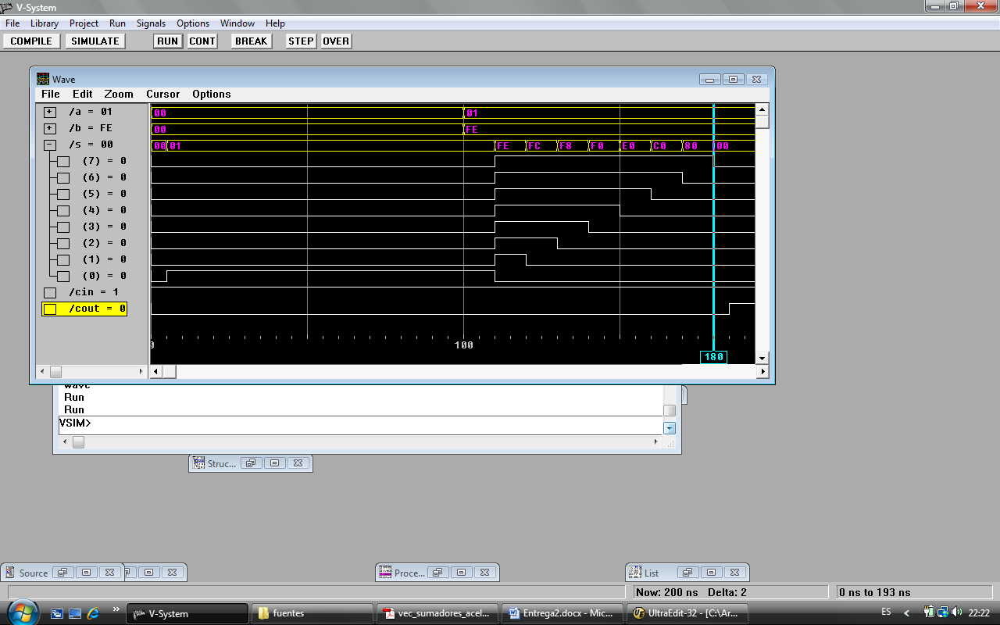 V-System
File Library Project Run Signals Options Window Help
COMPILE SIMULATE RUN CONT BREAK STEP OVER
Wave
File Edit Zoom Cursor Options
/a = 01 00 01
/b = FE 00 FE
/s = 00 00 01 FE FC F8 F0 E0 C0 80 00
(7) = 0
(6) = 0
(5) = 0
(4) = 0
(3) = 0
(2) = 0
(1) = 0
(0) = 0
/cin = 1
/cout = 0
0 100
180
wave
Run
Run
VSIM>
Struc...
Source Proce... List
Now: 200 ns Delta: 2 0 ns to 193 ns
V-System fuentes vec_sumadores_acel... Entrega2.docx - Mic... UltraEdit-32 - [C:\Ar... ES 22:22